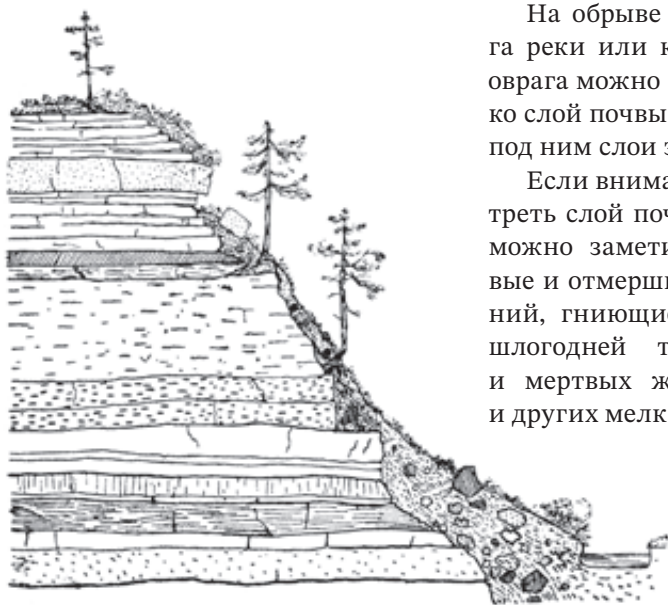 На обрыве
га реки или к
оврага можно
ко слой почвы
под ним слои з
Если внима
треть слой поч
можно замети
вые и отмерши
ний, гниющие
шлогодней т
и мертвых ж
и других мелк